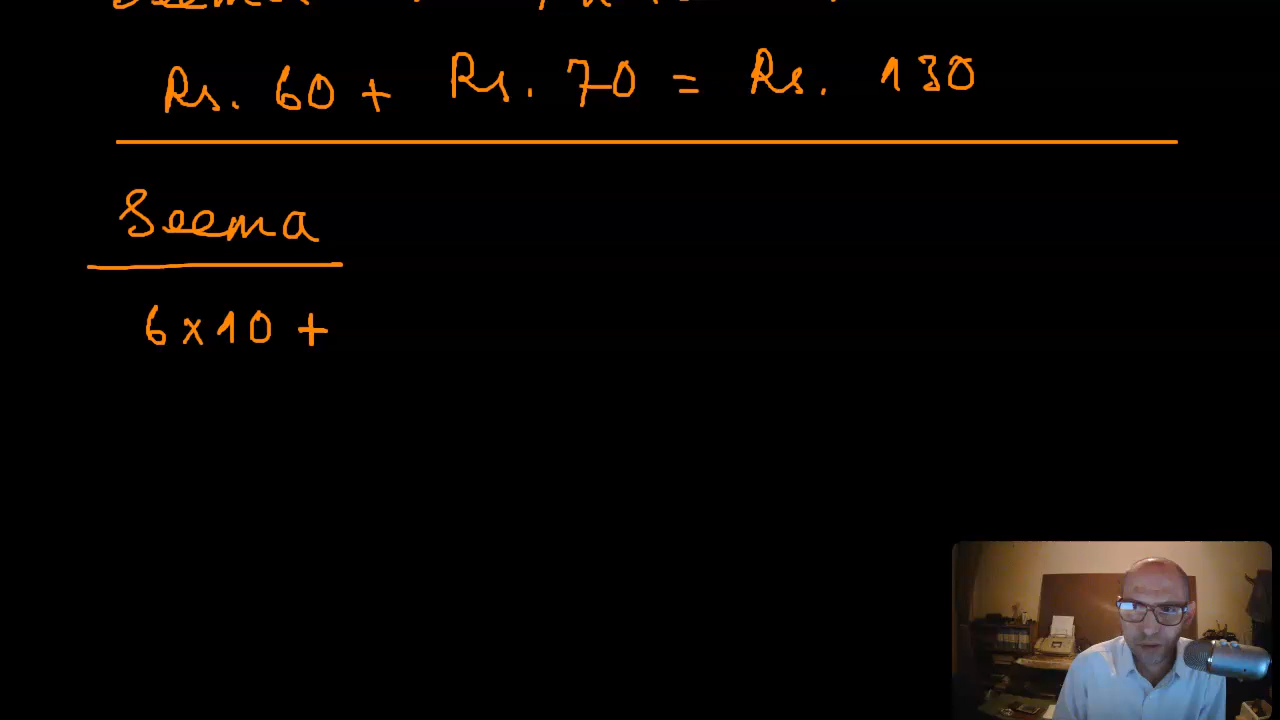 Rs. 60 + Rs. 70 = Rs. 130
Seema
6 x 10 +